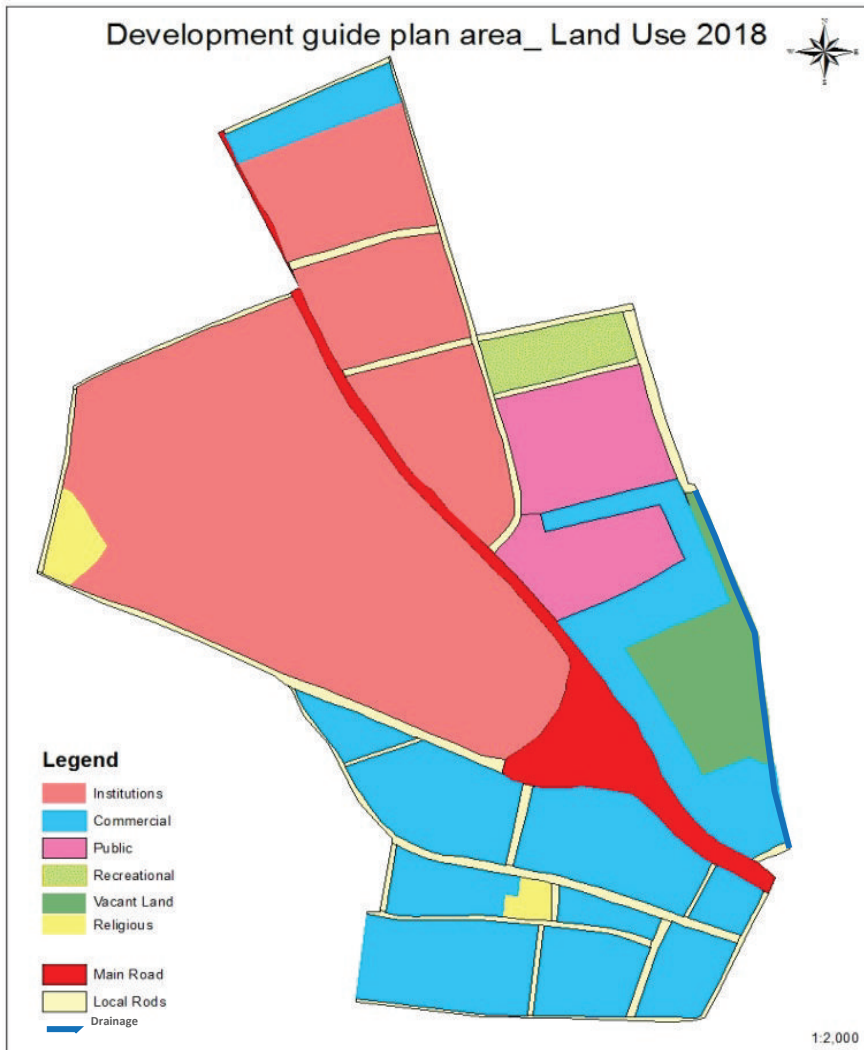 Development guide plan area_ Land Use 2018
N
W
E
S
Legend
Institutions
Commercial
Public
Recreational
Vacant Land
Religious
Main Road
Local Rods
Drainage
1:2,000